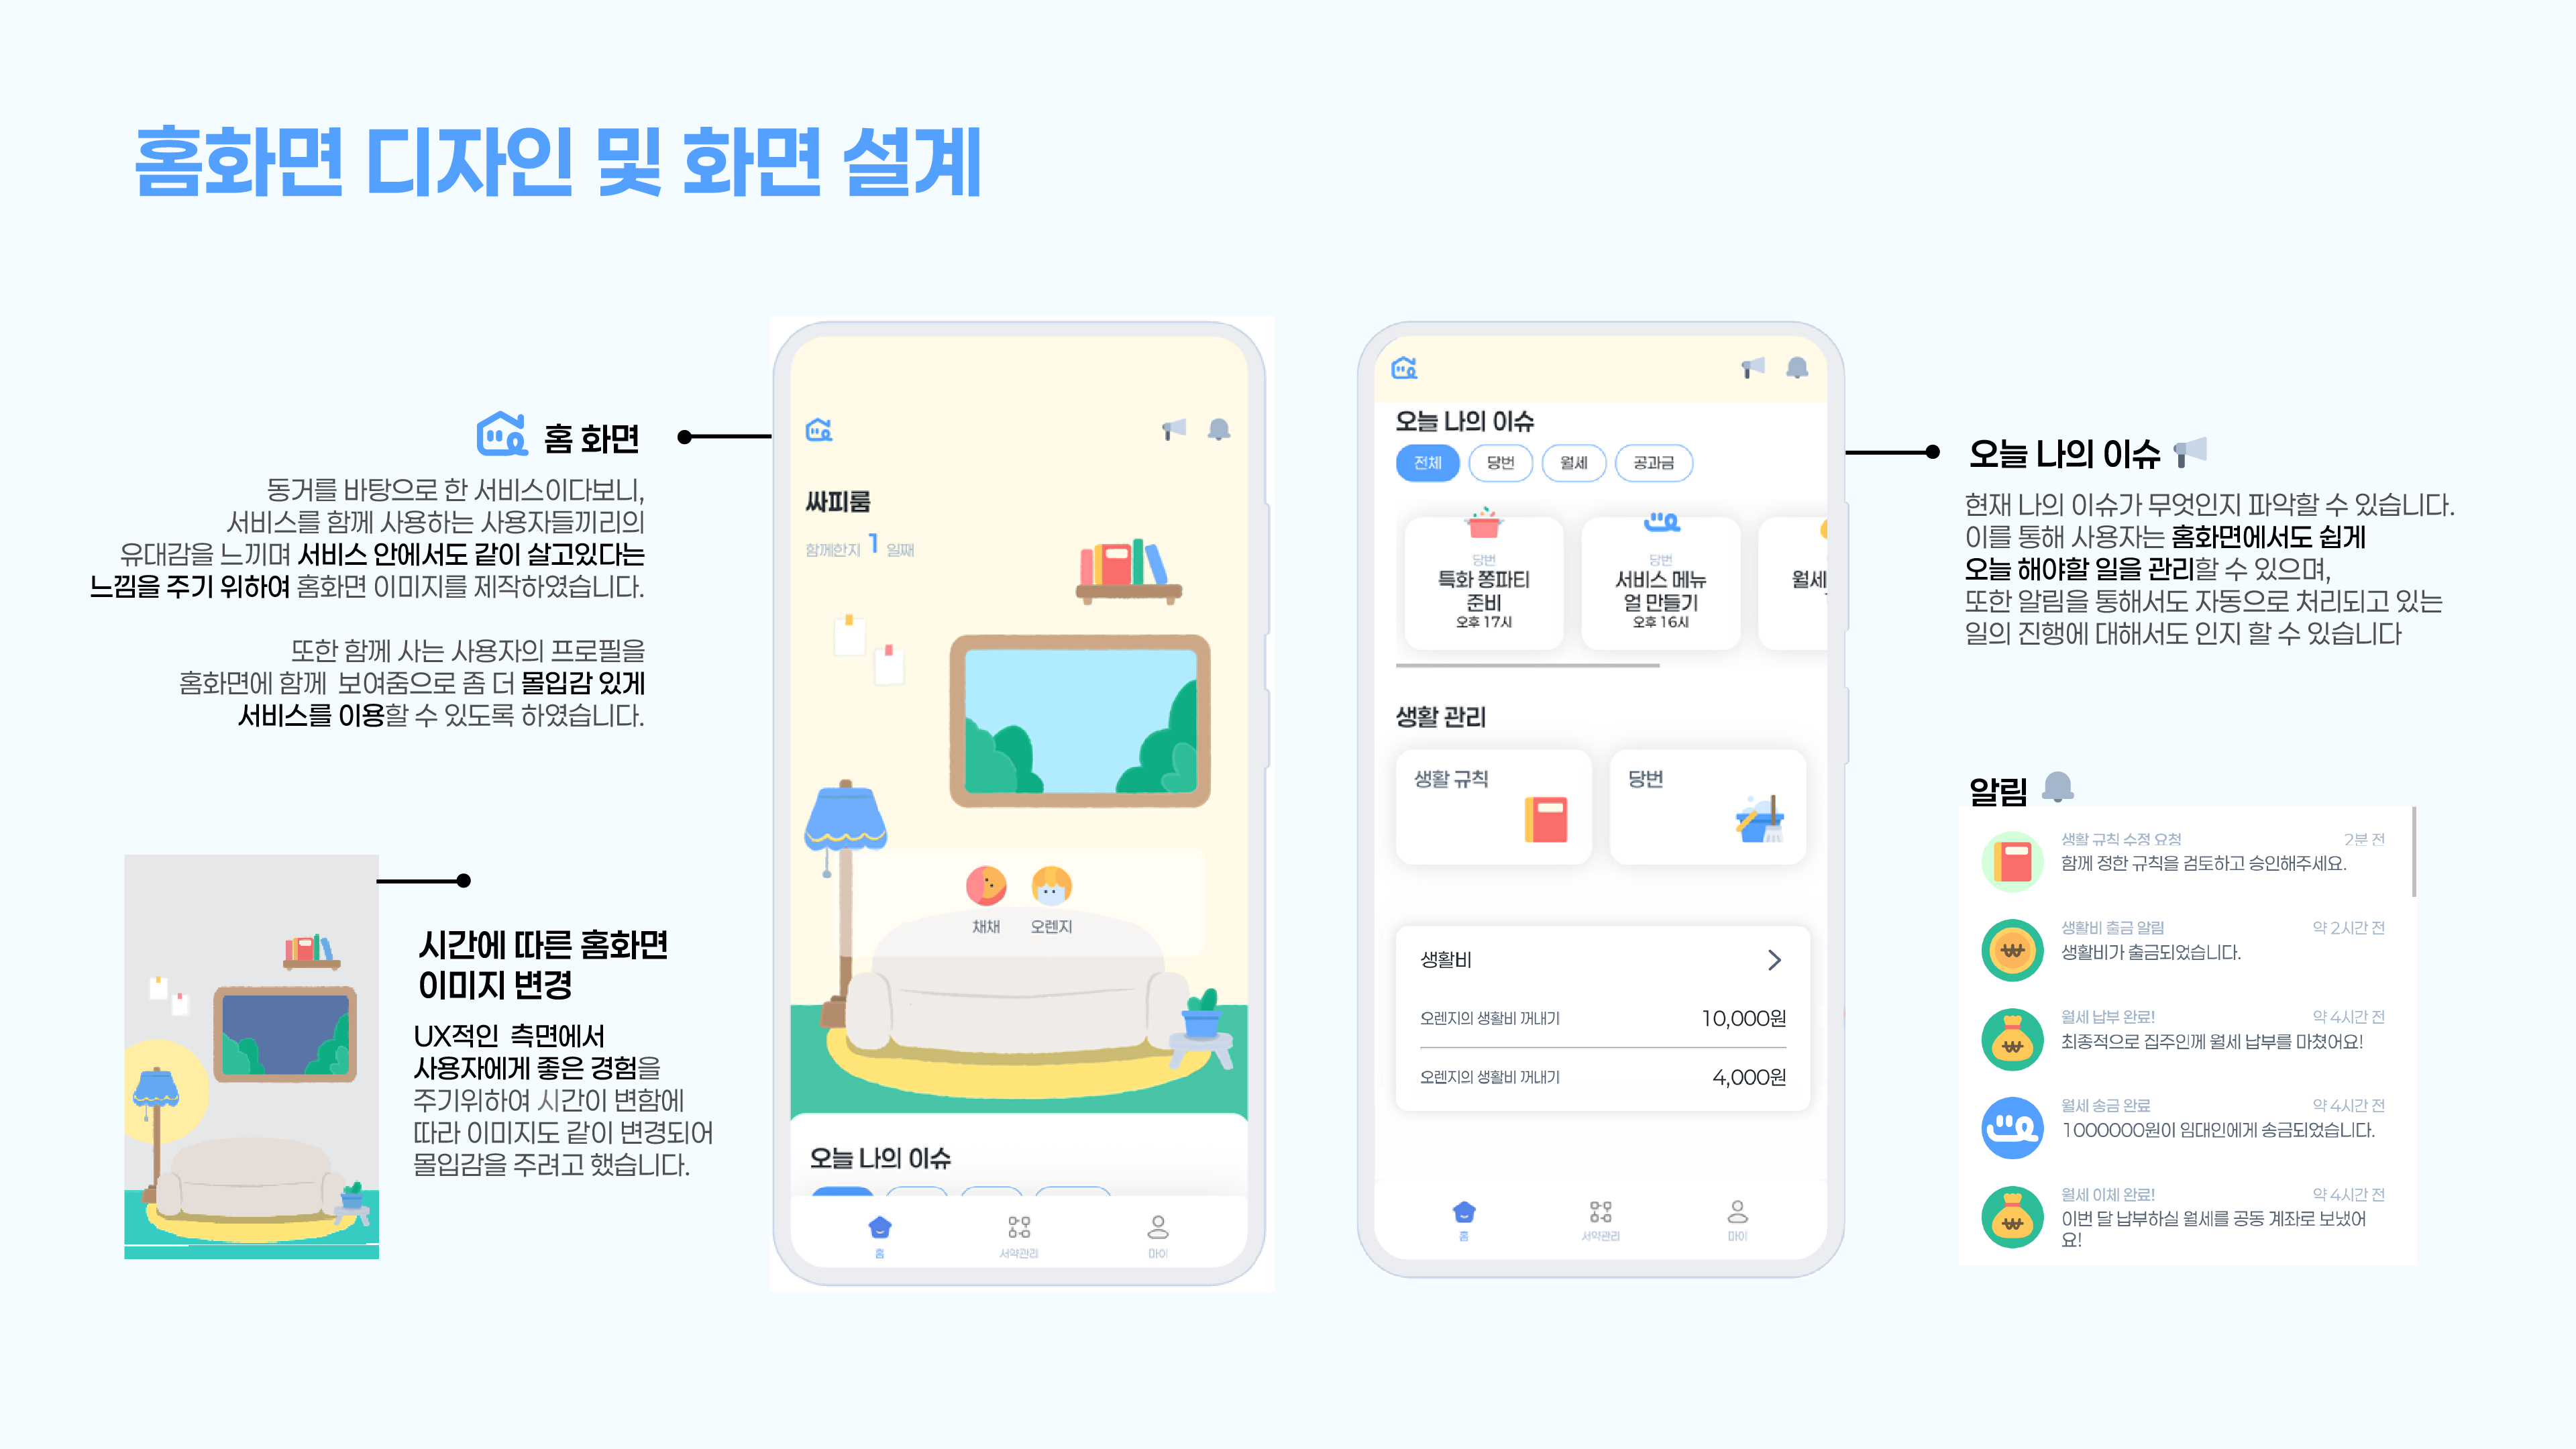 홈화면 디자인 및 화면 설계
홈 화면
동거를 바탕으로 한 서비스이다보니,
서비스를 함께 사용하는 사용자들끼리의
유대감을 느끼며 서비스 안에서도 같이 살고있다는
느낌을 주기 위하여 홈화면 이미지를 제작하였습니다.
또한 함께 사는 사용자의 프로필을
홈화면에 함께 보여줌으로 좀 더 몰입감 있게
서비스를 이용할 수 있도록 하였습니다.
시간에 따른 홈화면
이미지 변경
UX적인 측면에서
사용자에게 좋은 경험을
주기위하여 시간이 변함에
따라 이미지도 같이 변경되어
몰입감을 주려고 했습니다.
싸피룸
함께한지 1 일째
채채 오렌지
오늘 나의 이슈
홈 서약관리 마이
오늘 나의 이슈
전체 당번 월세 공과금
당번
특화 쫑파티
준비
오후 17시
당번
서비스 메뉴
얼 만들기
오후 16시
월세
생활 관리
생활 규칙 당번
생활비
오렌지의 생활비 꺼내기 10,000원
오렌지의 생활비 꺼내기 4,000원
홈 서약관리 마이
오늘 나의 이슈
현재 나의 이슈가 무엇인지 파악할 수 있습니다.
이를 통해 사용자는 홈화면에서도 쉽게
오늘 해야할 일을 관리할 수 있으며,
또한 알림을 통해서도 자동으로 처리되고 있는
일의 진행에 대해서도 인지 할 수 있습니다
알림
생활 규칙 수정 요청 2분 전
함께 정한 규칙을 검토하고 승인해주세요.
생활비 출금 알림 약 2시간 전
생활비가 출금되었습니다.
월세 납부 완료! 약 4시간 전
최종적으로 집주인께 월세 납부를 마쳤어요!
월세 송금 완료 약 4시간 전
1000000원이 임대인에게 송금되었습니다.
월세 이체 완료! 약 4시간 전
이번 달 납부하실 월세를 공동 계좌로 보냈어
요!